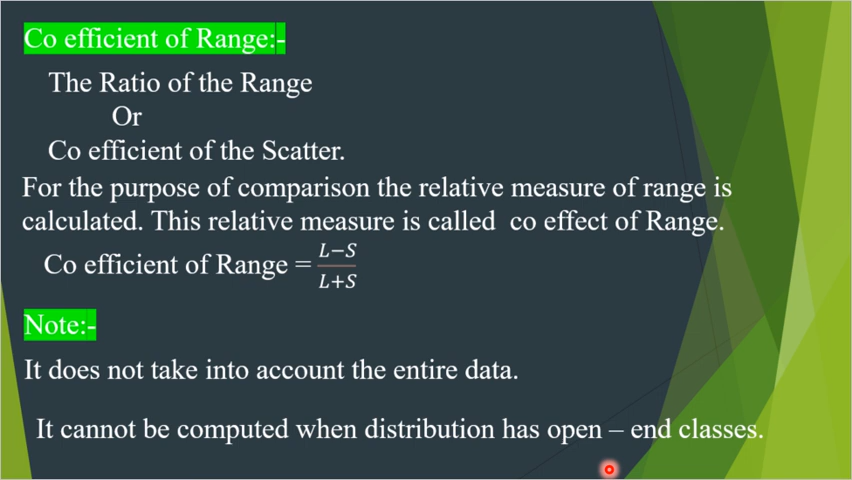 Co efficient of Range:-
The Ratio of the Range
Or
Co efficient of the Scatter.
For the purpose of comparison the relative measure of range is
calculated. This relative measure is called co effect of Range.
Co efficient of Range = \frac{L-S}{L+S}
Note:-
It does not take into account the entire data.
It cannot be computed when distribution has open – end classes.